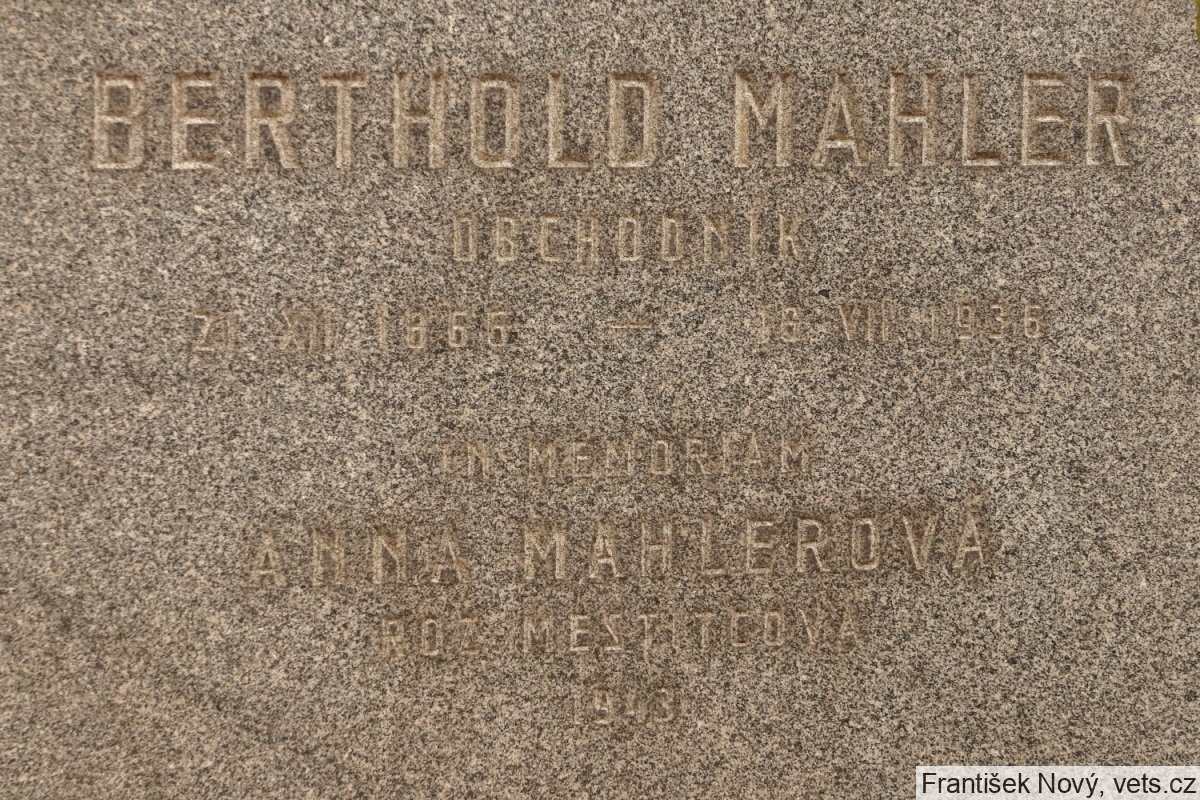 BERTHOLD MAHLER
OBCHODNÍK
21. XII. 1866 — 18. VII. 1936
IN MEMORIAM
ANNA MAHLEROVÁ
ROZ. MESTITCOVÁ
1943
František Nový, vets.cz